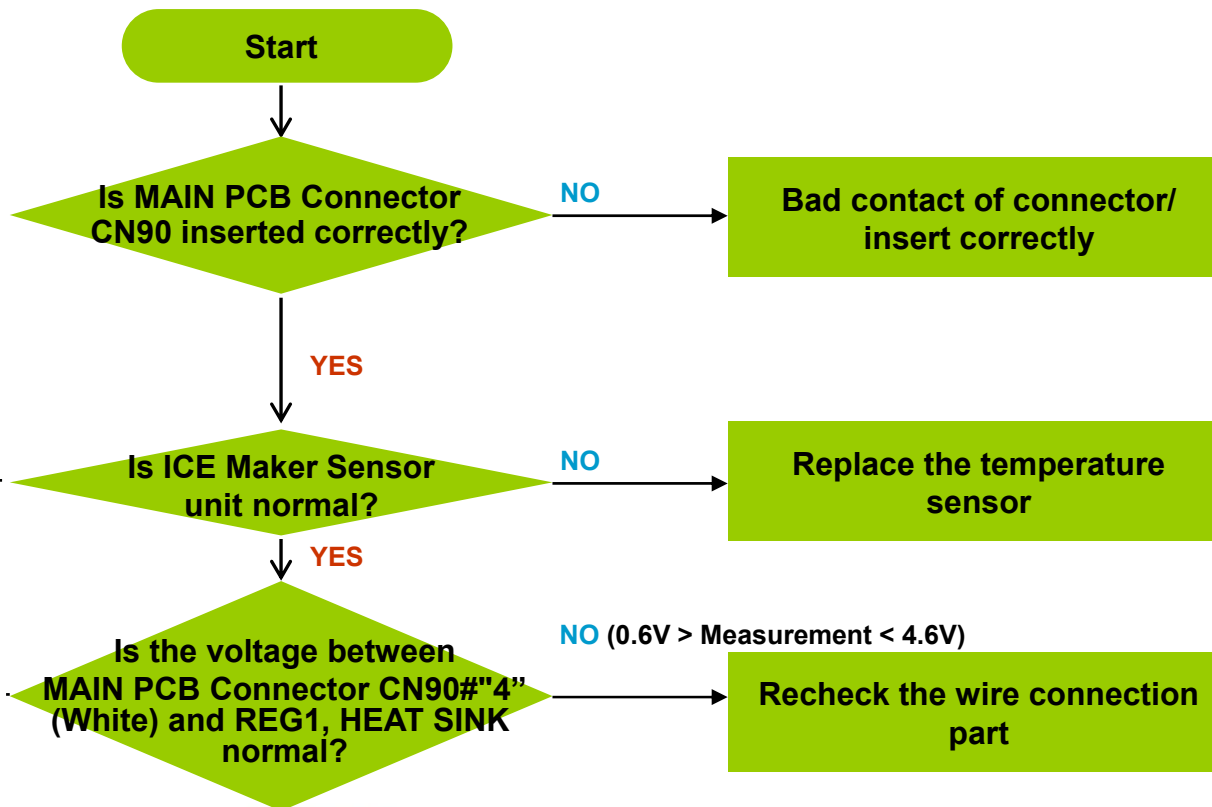 Start
Is MAIN PCB Connector
CN90 inserted correctly?
NO
Bad contact of connector/
insert correctly
YES
Is ICE Maker Sensor
unit normal?
NO
Replace the temperature
sensor
YES
Is the voltage between
MAIN PCB Connector CN90#"4”
(White) and REG1, HEAT SINK
normal?
NO (0.6V > Measurement < 4.6V)
Recheck the wire connection
part